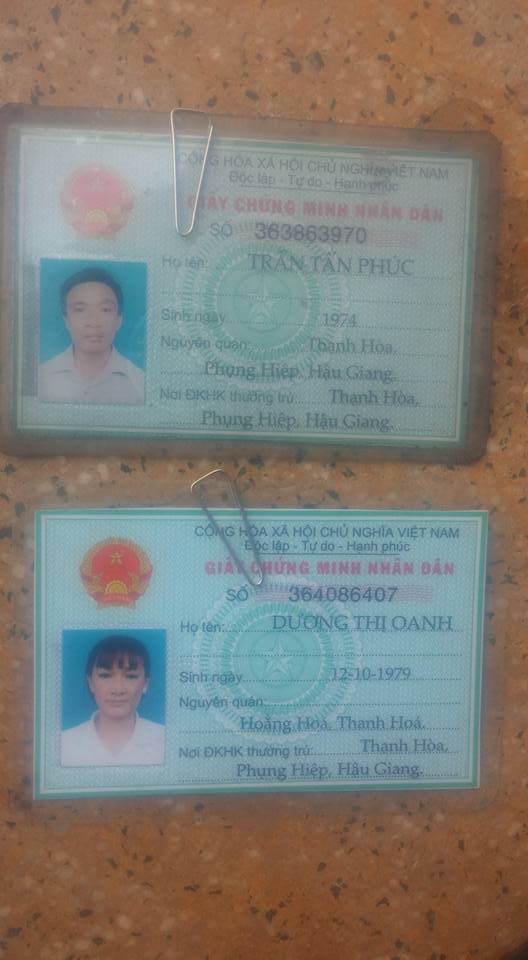 CỘNG HÒA XÃ HỘI CHỦ NGHĨA VIỆT NAM
Độc lập - Tự do - Hạnh phúc
GIẤY CHỨNG MINH NHÂN DÂN
SỐ 363863970
Họ tên: TRẦN TẤN PHÚC
Sinh ngày 1974
Nguyên quán: Thạnh Hòa,
Phụng Hiệp, Hậu Giang.
Nơi ĐKHK thường trú: Thạnh Hòa,
Phụng Hiệp, Hậu Giang.
CỘNG HÒA XÃ HỘI CHỦ NGHĨA VIỆT NAM
Độc lập - Tự do - Hạnh phúc
GIẤY CHỨNG MINH NHÂN DÂN
SỐ 364086407
Họ tên: DƯƠNG THỊ OANH
Sinh ngày 12-10-1979
Nguyên quán:
Hoằng Hoá, Thanh Hoá.
Nơi ĐKHK thường trú: Thạnh Hòa,
Phụng Hiệp, Hậu Giang.